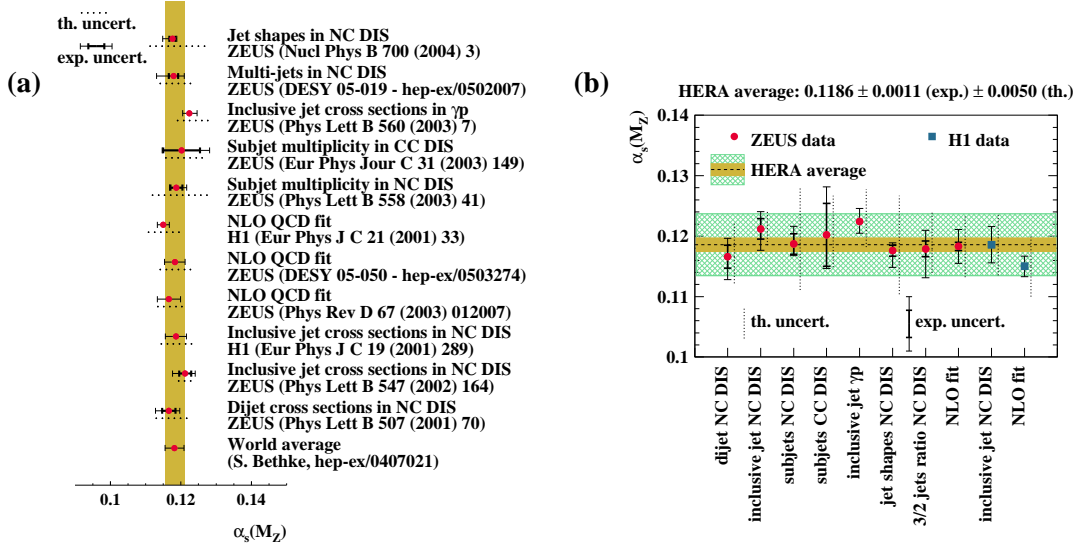 th. uncert.
exp. uncert.
(a)
Jet shapes in NC DIS
ZEUS (Nucl Phys B 700 (2004) 3)
Multi-jets in NC DIS
ZEUS (DESY 05-019 - hep-ex/0502007)
Inclusive jet cross sections in γp
ZEUS (Phys Lett B 560 (2003) 7)
Subjet multiplicity in CC DIS
ZEUS (Eur Phys Jour C 31 (2003) 149)
Subjet multiplicity in NC DIS
ZEUS (Phys Lett B 558 (2003) 41)
NLO QCD fit
H1 (Eur Phys J C 21 (2001) 33)
NLO QCD fit
ZEUS (DESY 05-050 - hep-ex/0503274)
NLO QCD fit
ZEUS (Phys Rev D 67 (2003) 012007)
Inclusive jet cross sections in NC DIS
H1 (Eur Phys J C 19 (2001) 289)
Inclusive jet cross sections in NC DIS
ZEUS (Phys Lett B 547 (2002) 164)
Dijet cross sections in NC DIS
ZEUS (Phys Lett B 507 (2001) 70)
World average
(S. Bethke, hep-ex/0407021)
0.1 0.12 0.14
αs(MZ)
(b)
HERA average: 0.1186 ± 0.0011 (exp.) ± 0.0050 (th.)
αs(MZ)
0.14
0.13
0.12
0.11
0.1
ZEUS data
H1 data
HERA average
th. uncert.
exp. uncert.
dijet NC DIS
inclusive jet NC DIS
subjets NC DIS
subjets CC DIS
inclusive jet γp
jet shapes NC DIS
3/2 jets ratio NC DIS
NLO fit
inclusive jet NC DIS
NLO fit